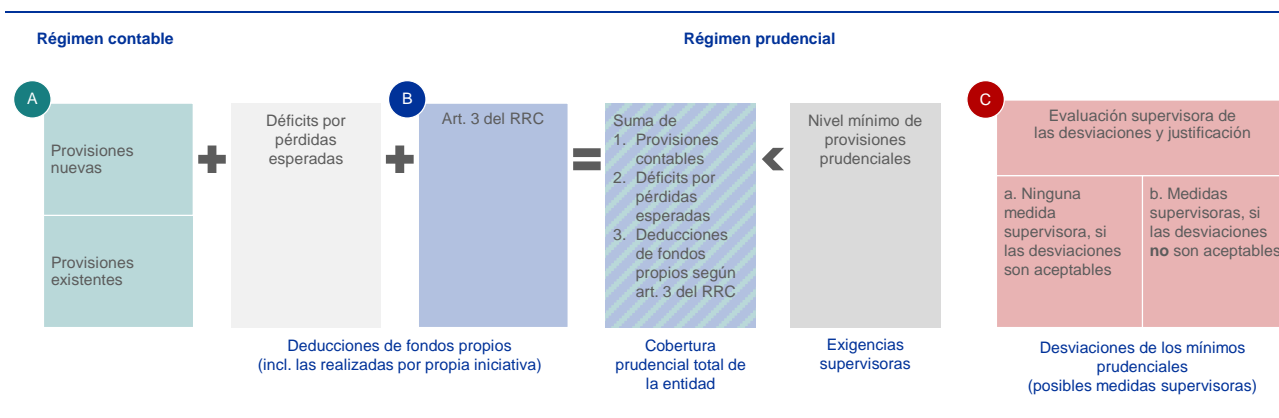 Régimen contable
Régimen prudencial
A
Provisiones
nuevas
Provisiones
existentes
+
Déficits por
pérdidas
esperadas
+
B
Art. 3 del RRC
=
Suma de
1. Provisiones
contables
2. Déficits por
pérdidas
esperadas
3. Deducciones
de fondos
propios según
art. 3 del RRC
<
Nivel mínimo de
provisiones
prudenciales
C
Evaluación supervisora de
las desviaciones y justificación
a. Ninguna
medida
supervisora, si
las desviaciones
son aceptables
b. Medidas
supervisoras, si
las desviaciones
no son aceptables
Deducciones de fondos propios
(incl. las realizadas por propia iniciativa)
Cobertura
prudencial total de
la entidad
Exigencias
supervisoras
Desviaciones de los mínimos
prudenciales
(posibles medidas supervisoras)